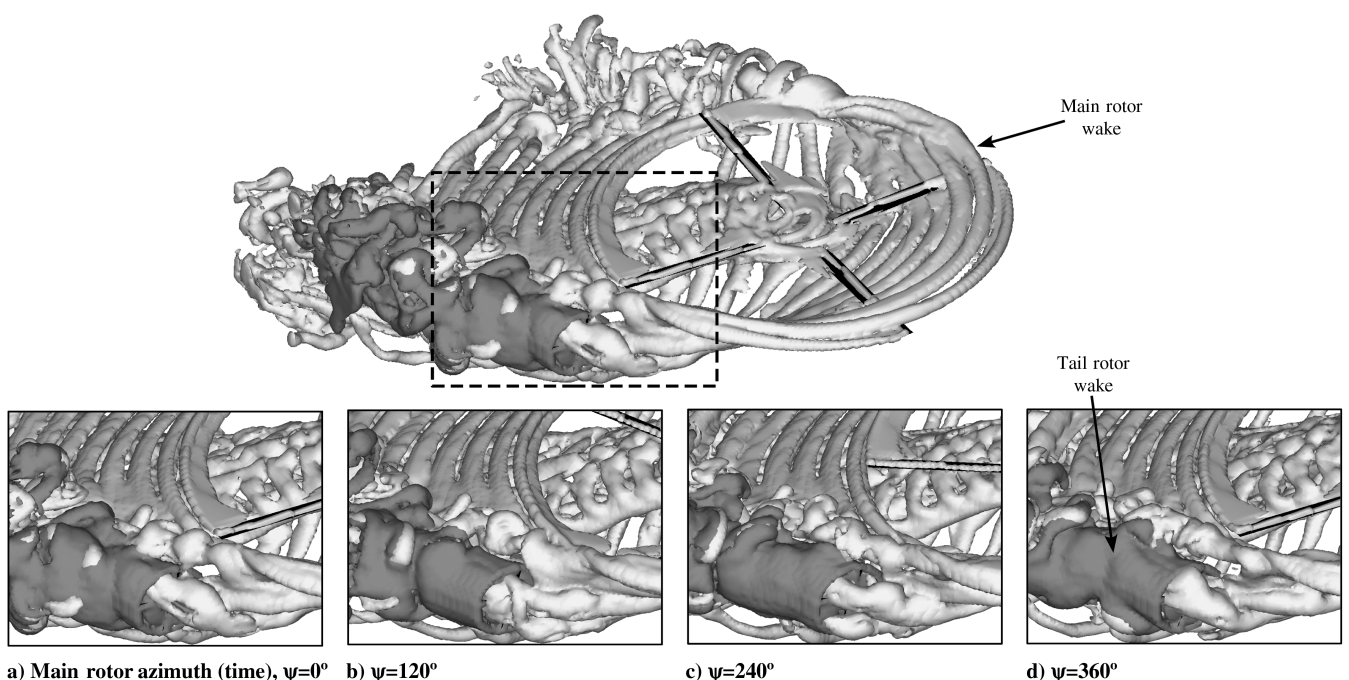 Main rotor
wake
Tail rotor
wake
a) Main rotor azimuth (time), ψ=0º
b) ψ=120º
c) ψ=240º
d) ψ=360º